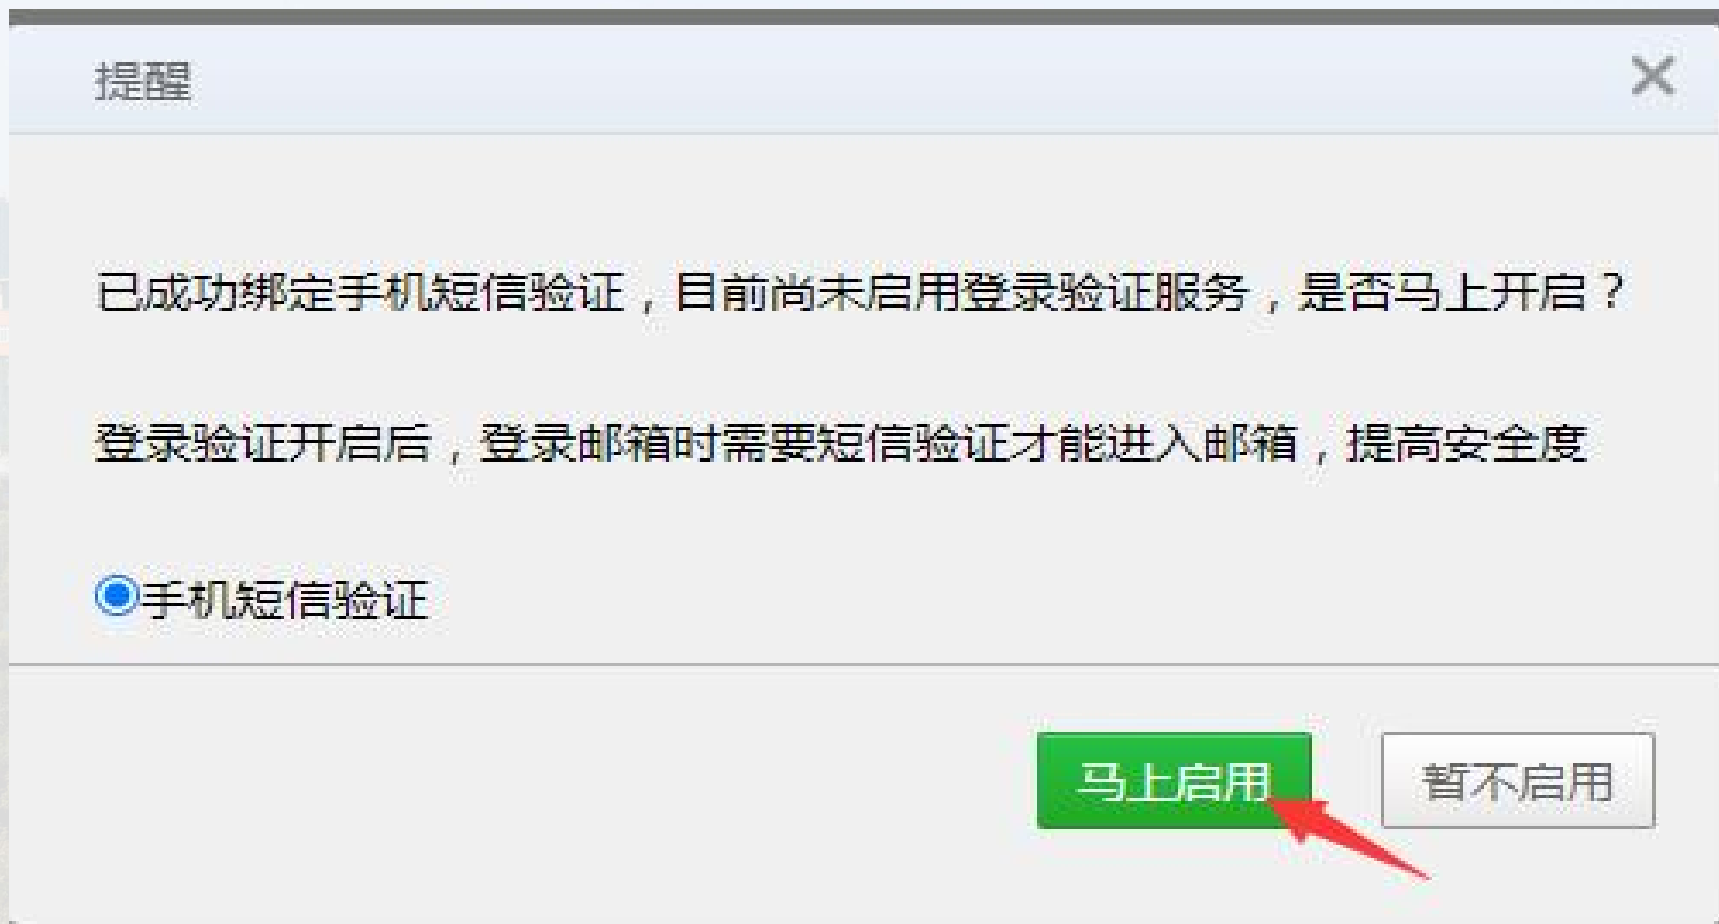 提醒
已成功绑定手机短信验证，目前尚未启用登录验证服务，是否马上开启？
登录验证开启后，登录邮箱时需要短信验证才能进入邮箱，提高安全度
手机短信验证
马上启用 暂不启用